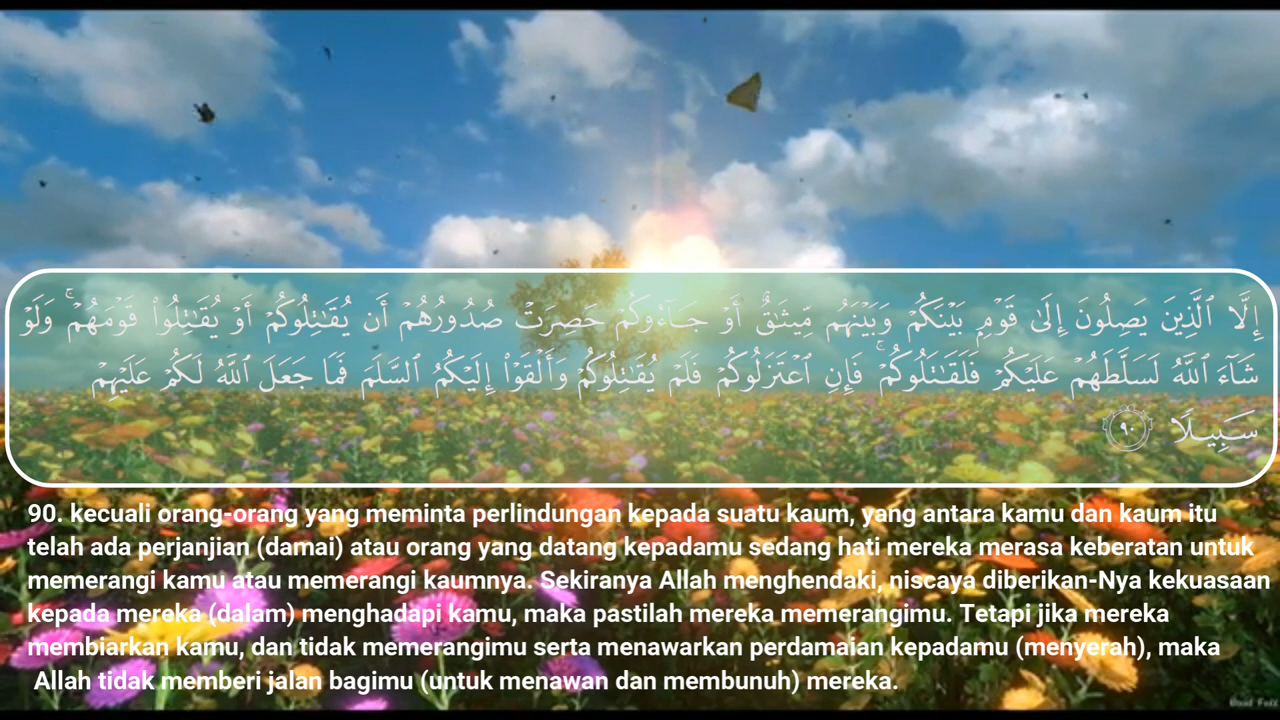 إِلَّا ٱلَّذِينَ يَصِلُونَ إِلَىٰ قَوْمٍۭ بَيْنَكُمْ وَبَيْنَهُم مِّيثَـٰقٌ أَوْ جَآءُوكُمْ حَصِرَتْ صُدُورُهُمْ أَن يُقَـٰتِلُوكُمْ أَوْ يُقَـٰتِلُوا۟ قَوْمَهُمْ ۚ وَلَوْ
شَآءَ ٱللَّهُ لَسَلَّطَهُمْ عَلَيْكُمْ فَلَقَـٰتَلُوكُمْ ۚ فَإِنِ ٱعْتَزَلُوكُمْ فَلَمْ يُقَـٰتِلُوكُمْ وَأَلْقَوْا۟ إِلَيْكُمُ ٱلسَّلَمَ فَمَا جَعَلَ ٱللَّهُ لَكُمْ عَلَيْهِمْ
سَبِيلًا ٩٠
90. kecuali orang-orang yang meminta perlindungan kepada suatu kaum, yang antara kamu dan kaum itu
telah ada perjanjian (damai) atau orang yang datang kepadamu sedang hati mereka merasa keberatan untuk
memerangi kamu atau memerangi kaumnya. Sekiranya Allah menghendaki, niscaya diberikan-Nya kekuasaan
kepada mereka (dalam) menghadapi kamu, maka pastilah mereka memerangimu. Tetapi jika mereka
membiarkan kamu, dan tidak memerangimu serta menawarkan perdamaian kepadamu (menyerah), maka
Allah tidak memberi jalan bagimu (untuk menawan dan membunuh) mereka.